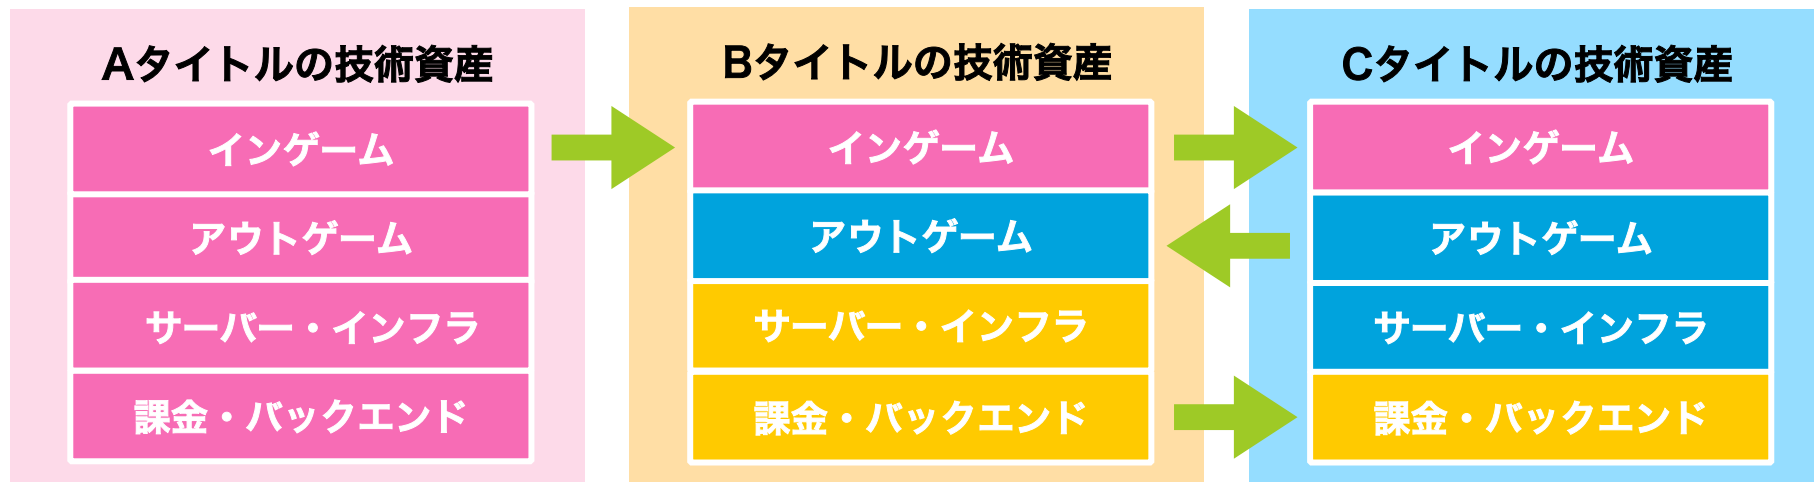 Aタイトルの技術資産
インゲーム
アウトゲーム
サーバー・インフラ
課金・バックエンド
Bタイトルの技術資産
インゲーム
アウトゲーム
サーバー・インフラ
課金・バックエンド
Cタイトルの技術資産
インゲーム
アウトゲーム
サーバー・インフラ
課金・バックエンド